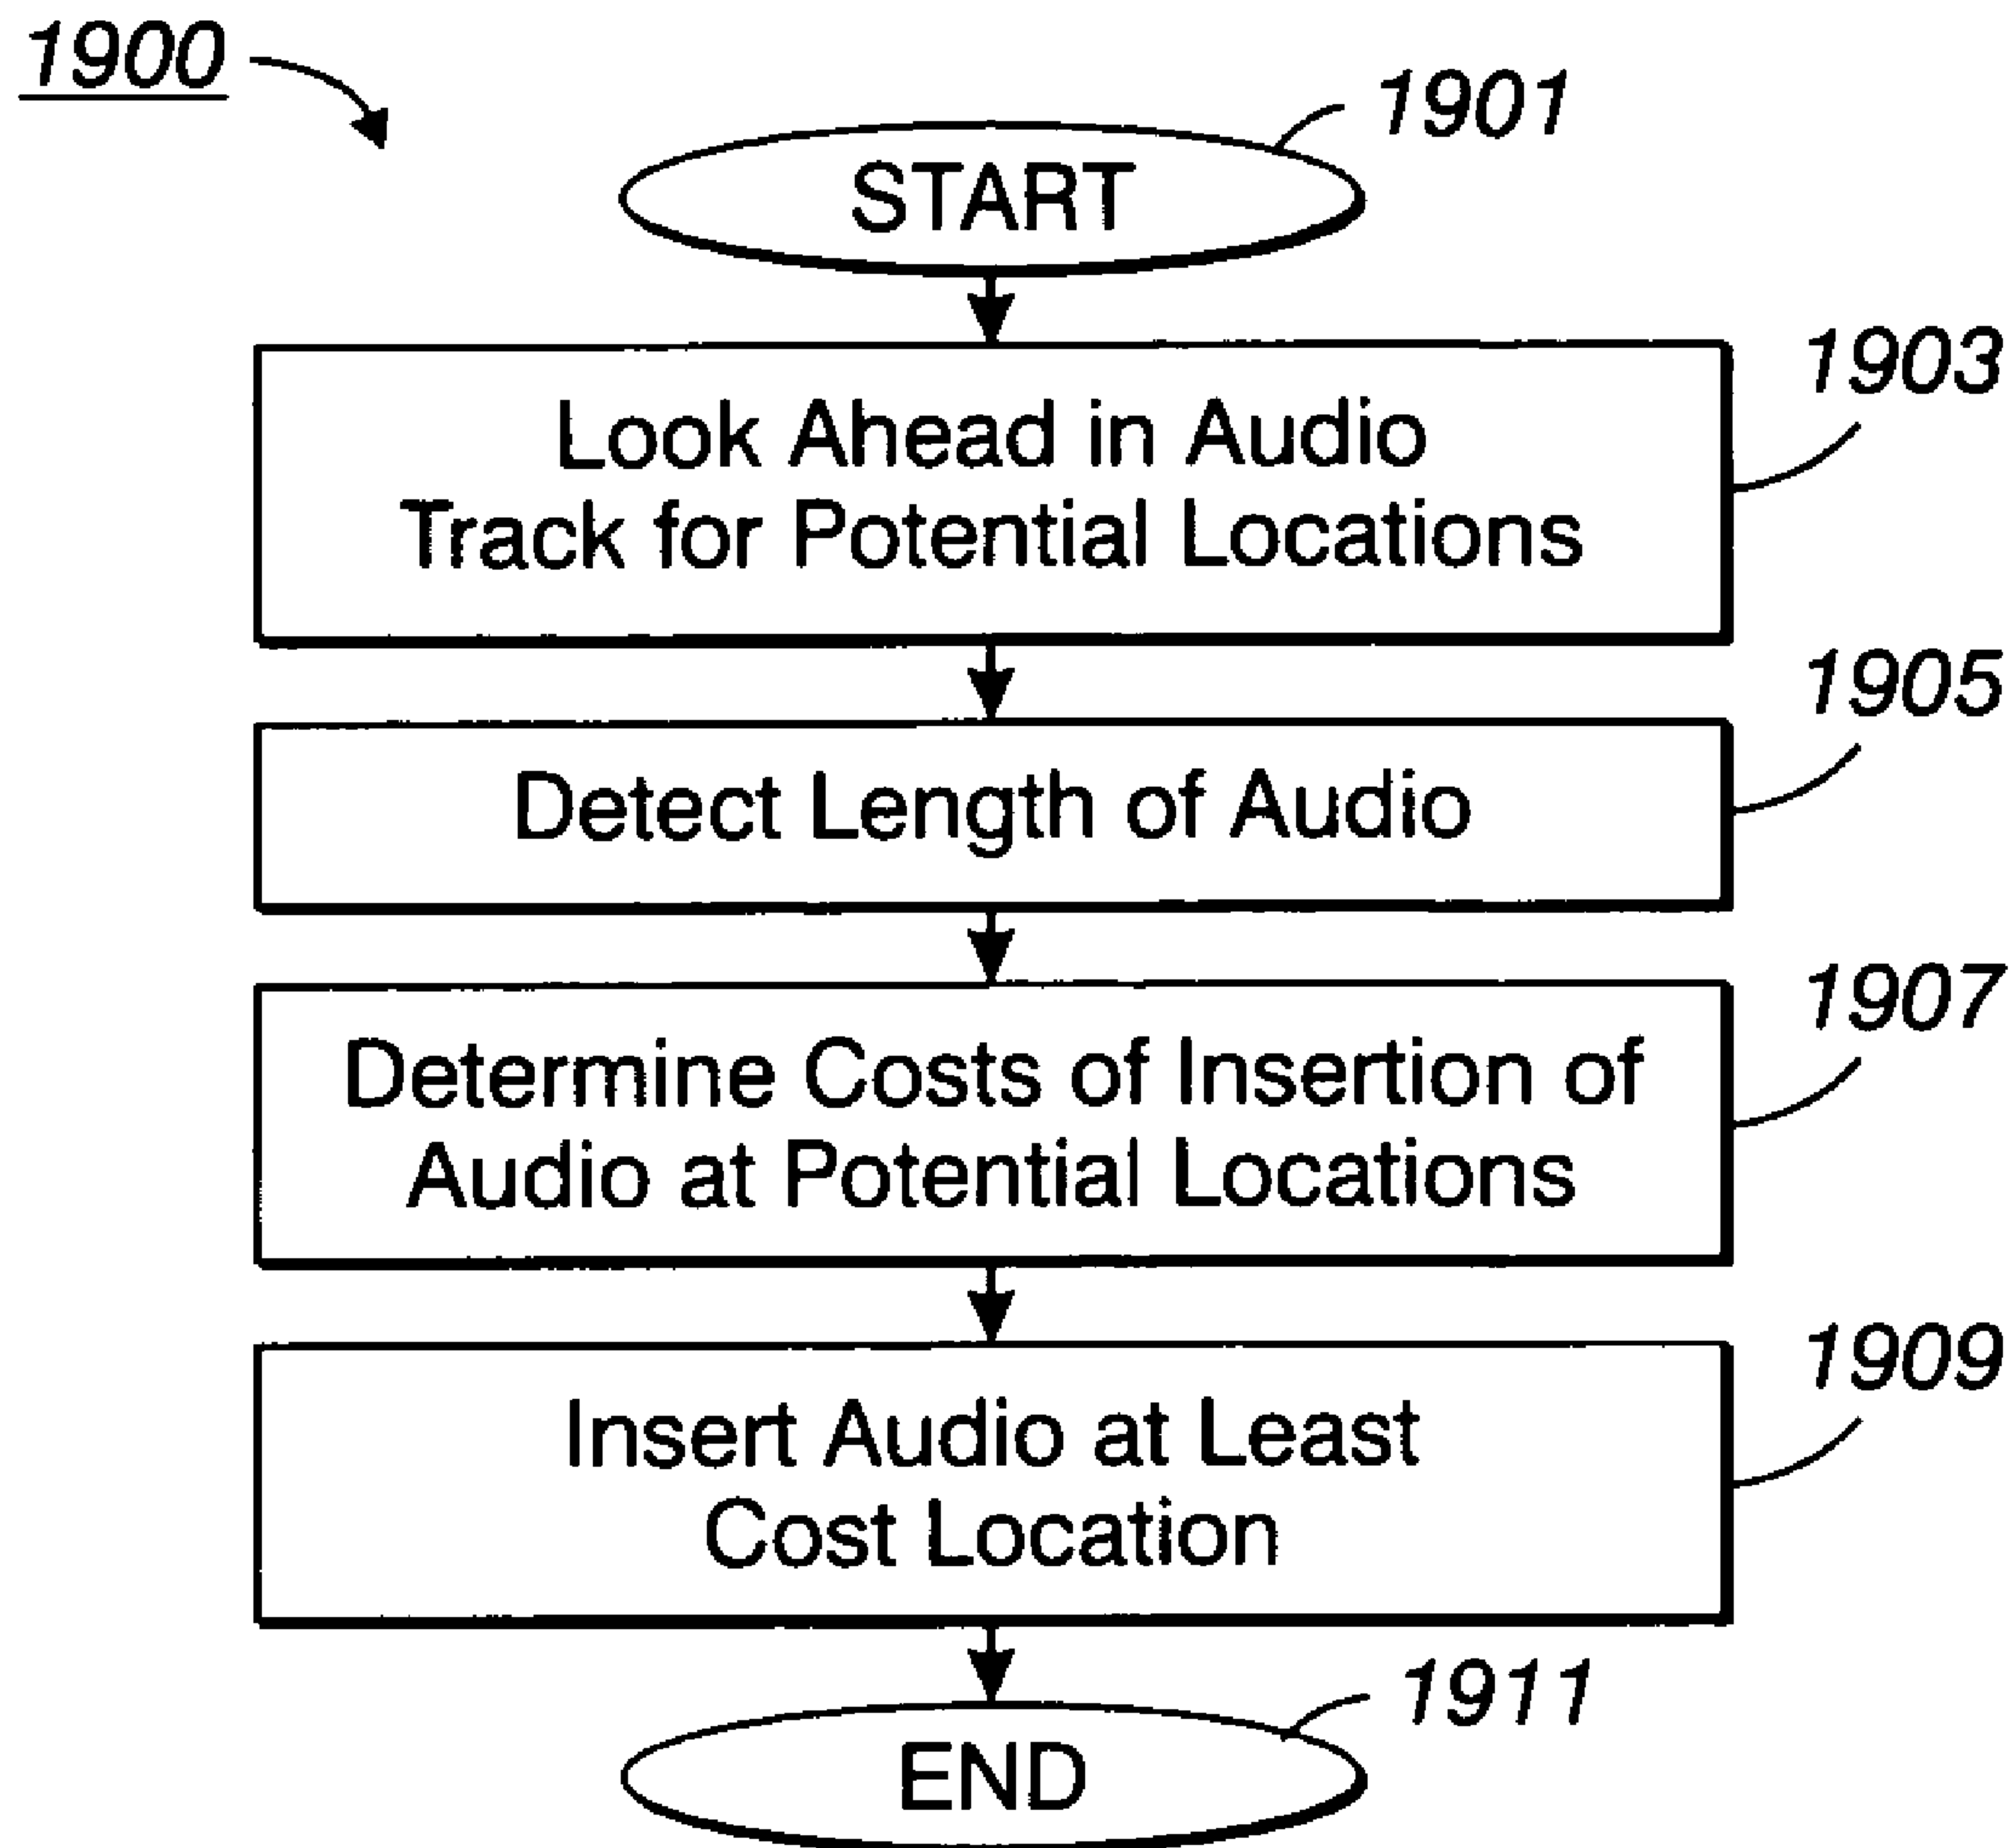 1900
1901
START
1903
Look Ahead in Audio
Track for Potential Locations
1905
Detect Length of Audio
1907
Determine Costs of Insertion of
Audio at Potential Locations
1909
Insert Audio at Least
Cost Location
1911
END